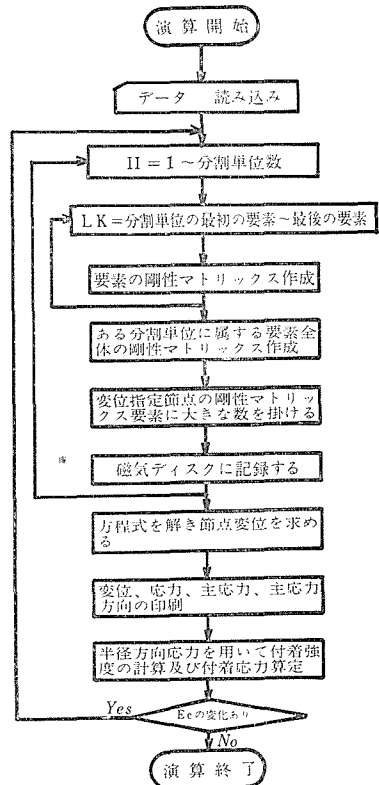 演算開始
データ 読み込み
II=1～分割単位数
LK=分割単位の最初の要素～最後の要素
要素の剛性マトリックス作成
ある分割単位に属する要素全
体の剛性マトリックス作成
変位指定節点の剛性マトリッ
クス要素に大きな数を掛ける
磁気ディスクに記録する
方程式を解き節点変位を求め
る
変位、応力、主応力、主応力
方向の印刷
半径方向応力を用いて付着強
度の計算及び付着応力算定
Yes
Ecの変化あり
No
演算終了